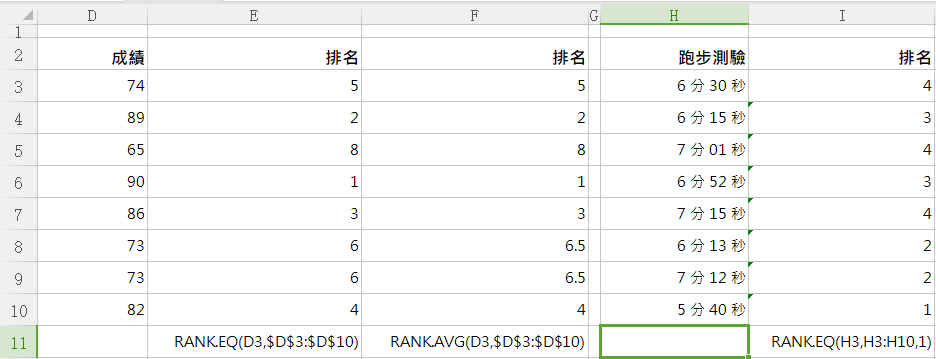 D E F G H I
1
2 成績 排名 排名 跑步測驗 排名
3 74 5 5 6 分 30 秒 4
4 89 2 2 6 分 15 秒 3
5 65 8 8 7 分 01 秒 4
6 90 1 1 6 分 52 秒 3
7 86 3 3 7 分 15 秒 4
8 73 6 6.5 6 分 13 秒 2
9 73 6 6.5 7 分 12 秒 2
10 82 4 4 5 分 40 秒 1
11 RANK.EQ(D3,$D$3:$D$10) RANK.AVG(D3,$D$3:$D$10) RANK.EQ(H3,H3:H10,1)